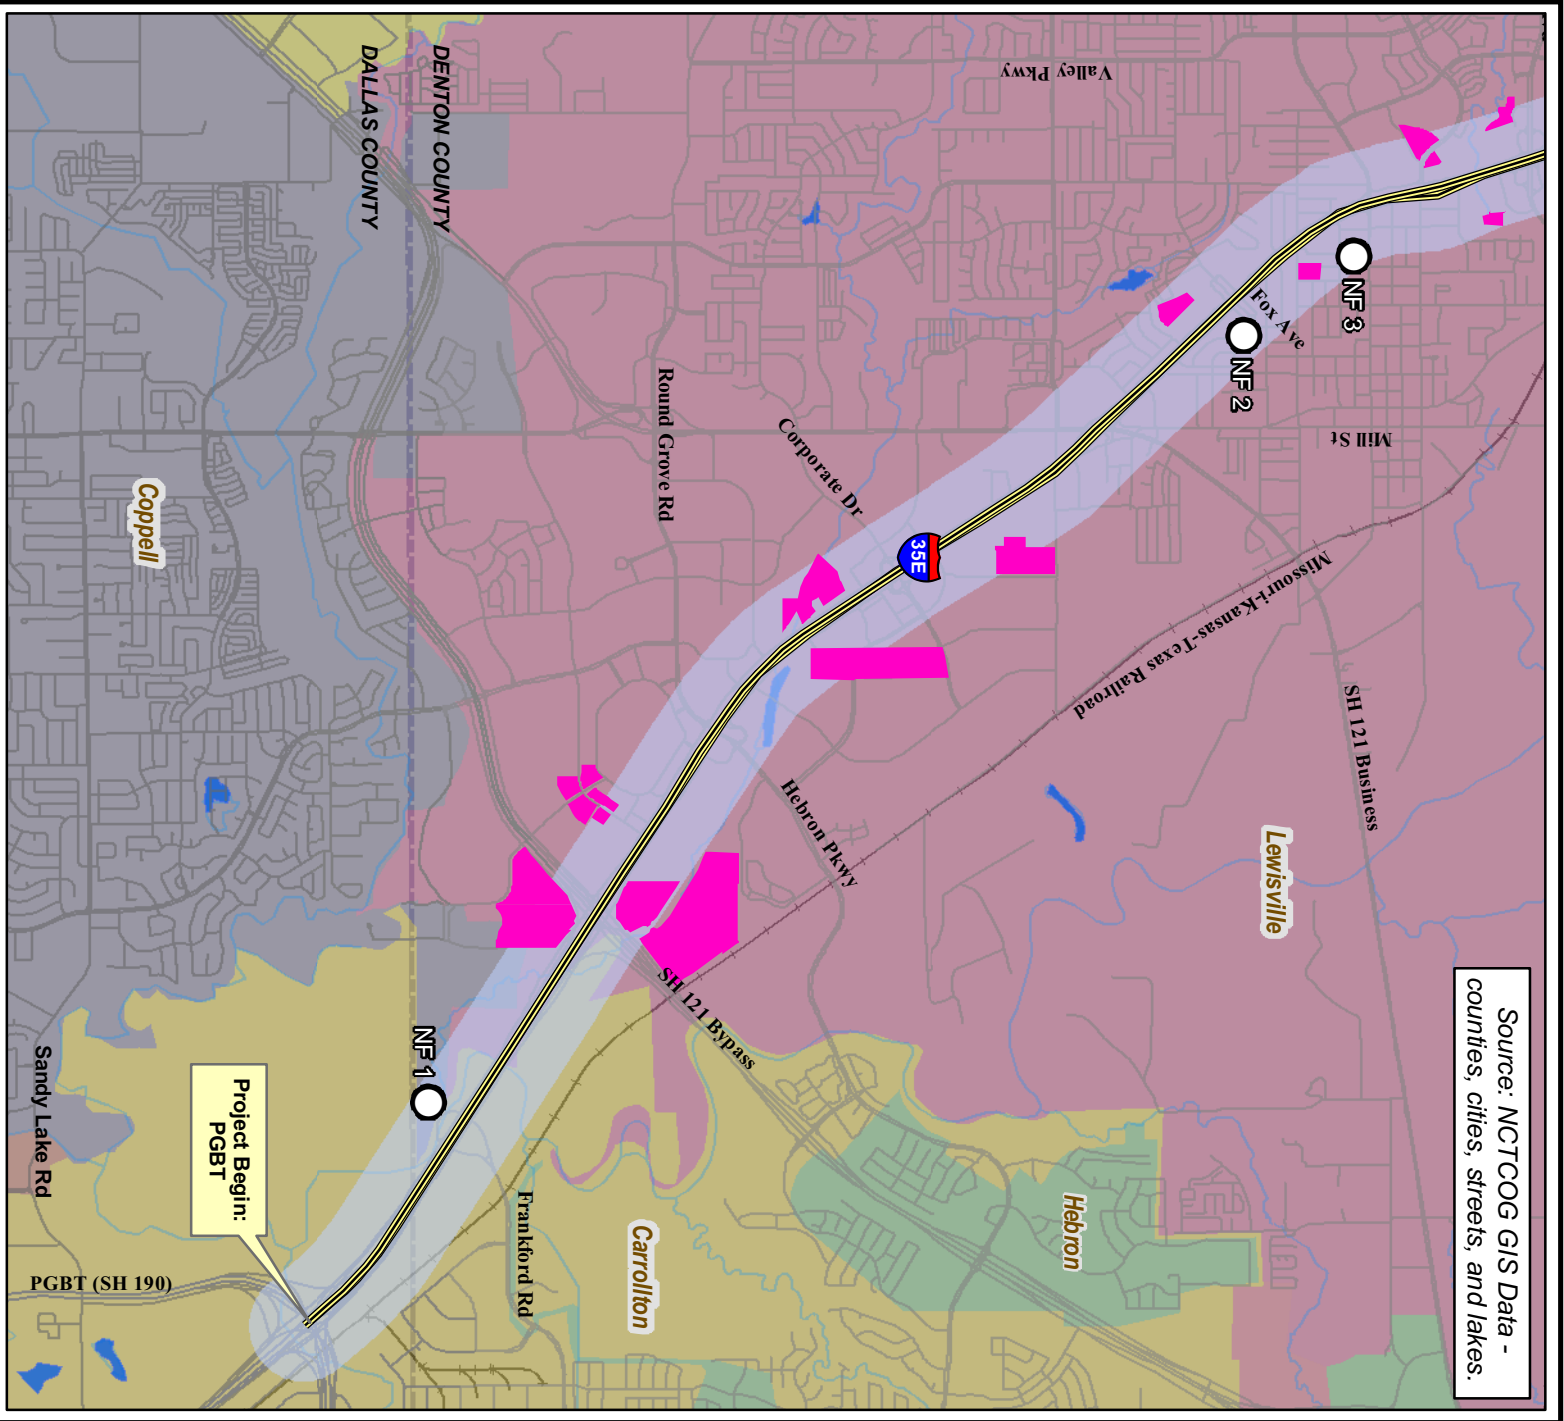 Source: NCTCOG GIS Data -
counties, cities, streets, and lakes.
DENTON COUNTY
DALLAS COUNTY
Valley Pkwy
NF 3
Fox Ave
NF 2
Mill St
Round Grove Rd
Corporate Dr
35E
Missouri-Kansas-Texas Railroad
SH 121 Business
Coppell
Hebron Pkwy
Lewisville
SH 121 Bypass
NF 1
Sandy Lake Rd
Project Begin:
PGBT
PGBT (SH 190)
Frankford Rd
Carrollton
Hebron